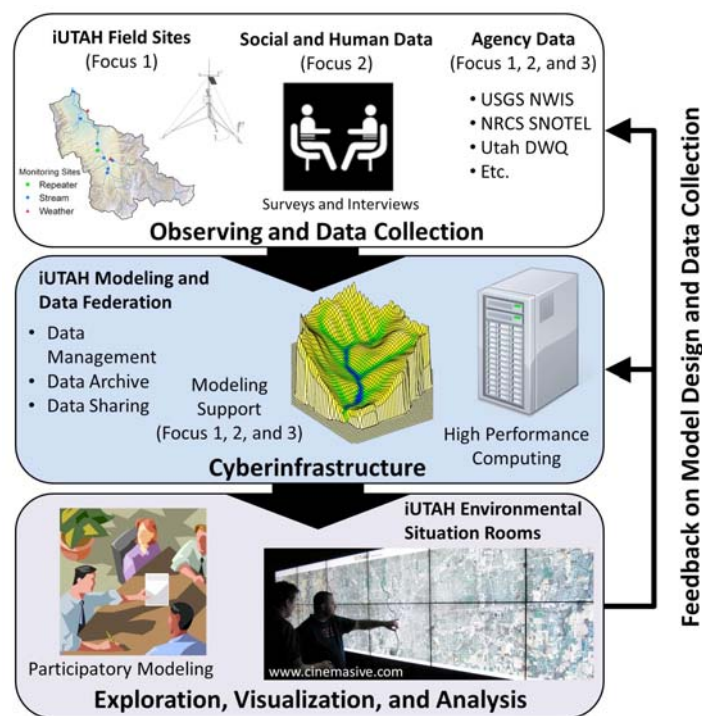 iUTAH Field Sites
(Focus 1)
Social and Human Data
(Focus 2)
Agency Data
(Focus 1, 2, and 3)
• USGS NWIS
• NRCS SNOTEL
• Utah DWQ
• Etc.
Monitoring Sites
Repeater
Stream
Weather
Surveys and Interviews
Observing and Data Collection
iUTAH Modeling and
Data Federation
• Data
Management
• Data Archive
• Data Sharing
Modeling
Support
(Focus 1, 2, and 3)
High Performance
Computing
Cyberinfrastructure
iUTAH Environmental
Situation Rooms
www.cinemasive.com
Participatory Modeling
Exploration, Visualization, and Analysis
Feedback on Model Design and Data Collection